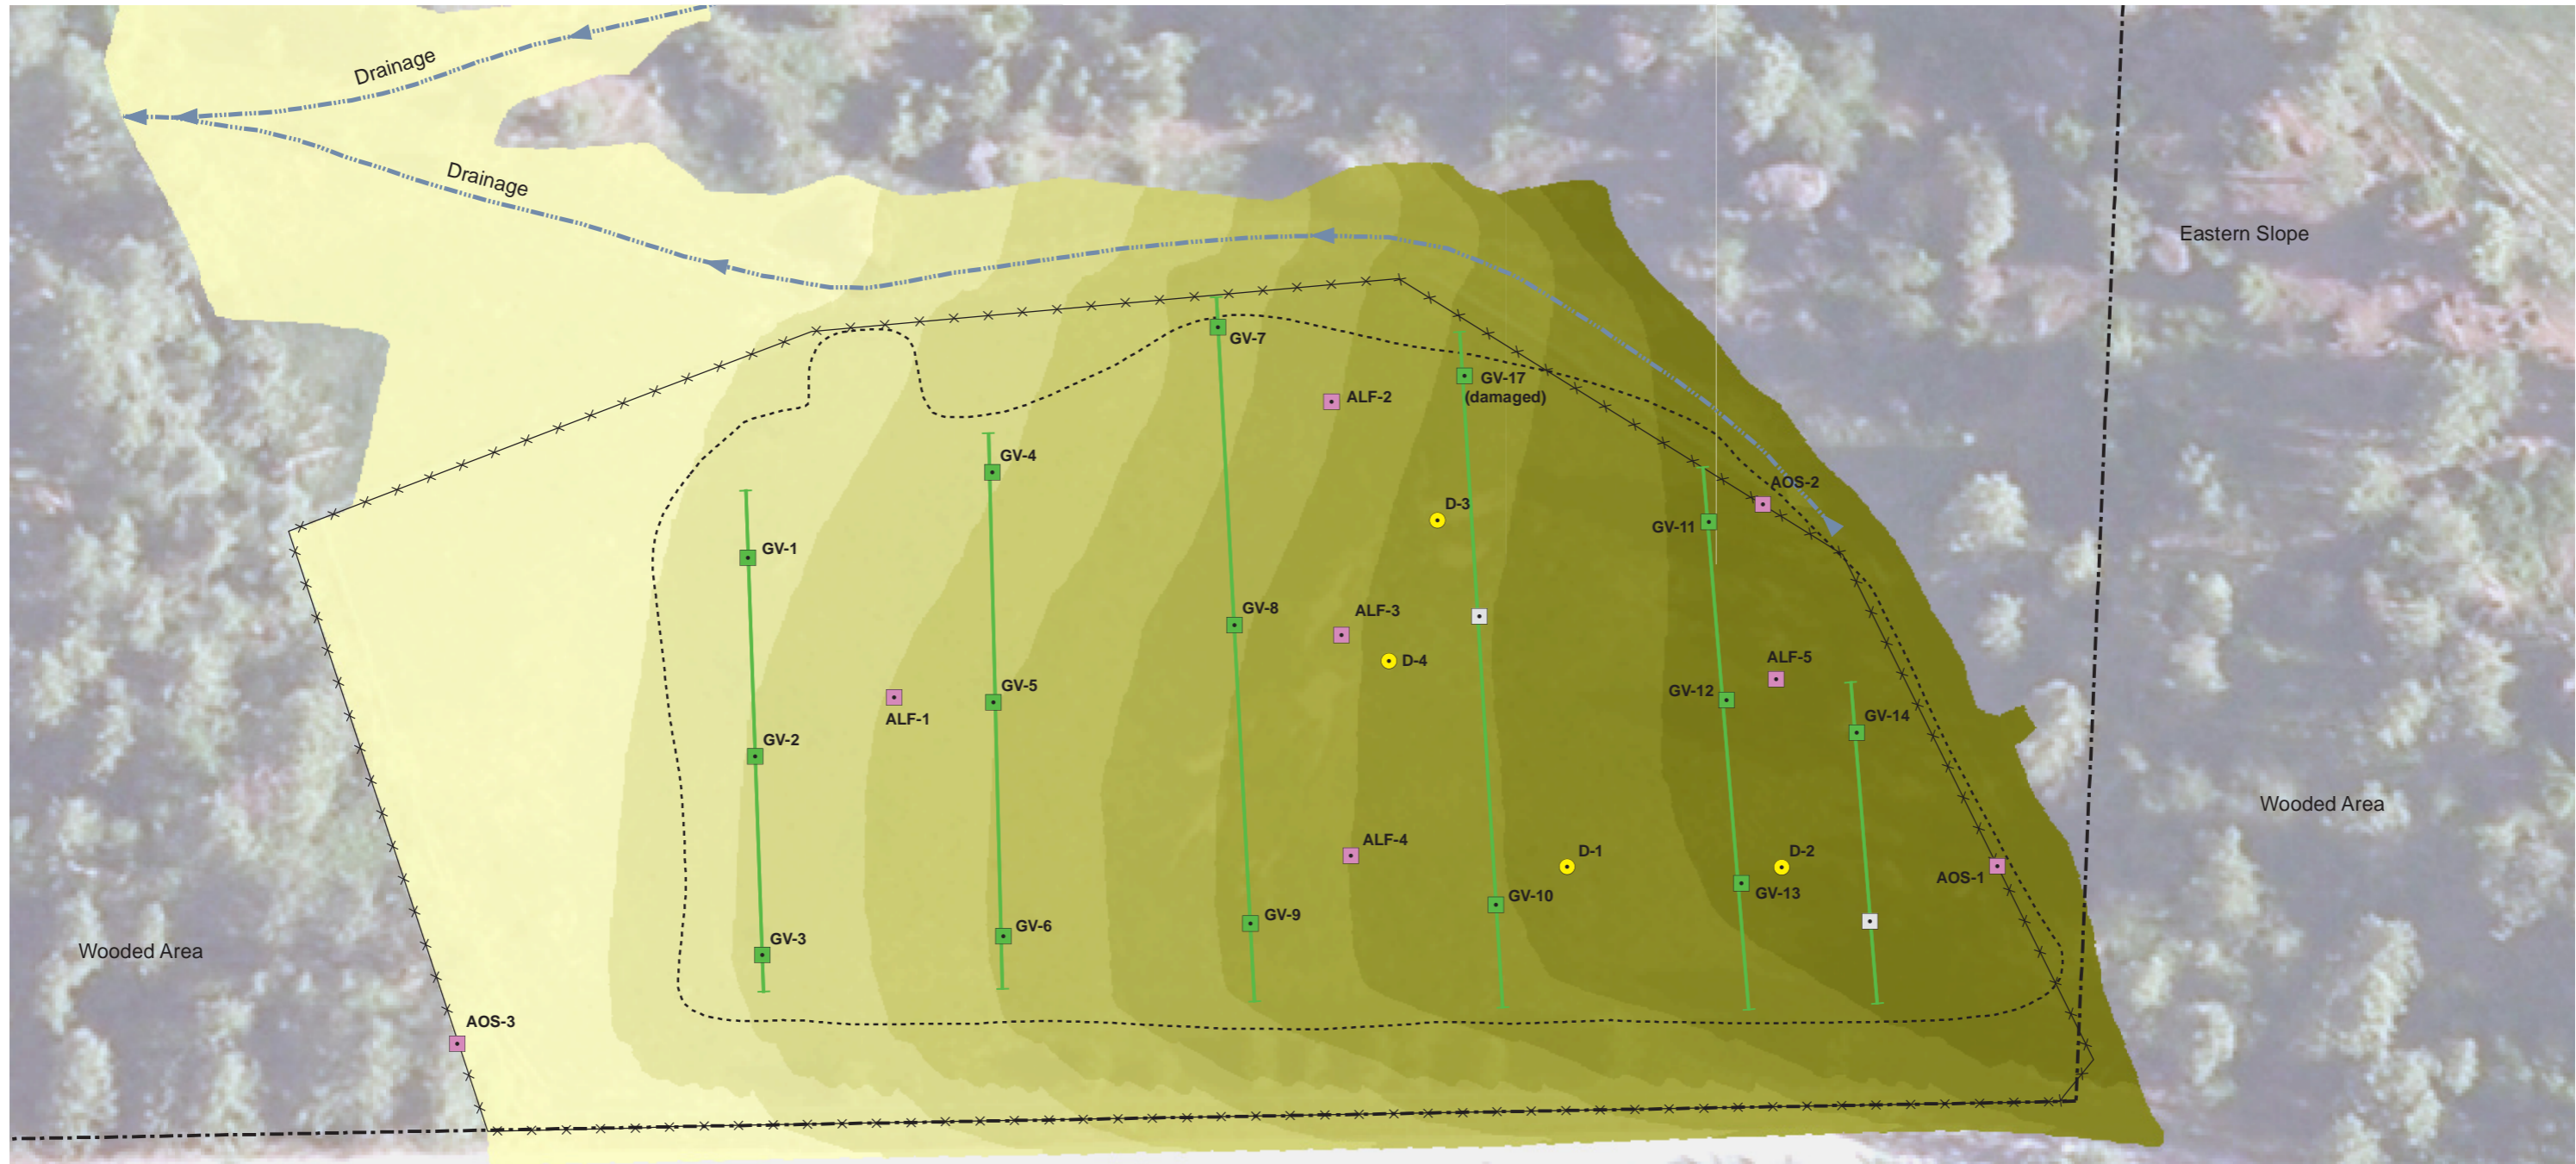 Drainage
Drainage
Eastern Slope
GV-7
GV-17
(damaged)
ALF-2
GV-4
AOS-2
D-3
GV-11
GV-1
GV-8
ALF-3
D-4
ALF-5
GV-5
GV-12
ALF-1
GV-14
GV-2
Wooded Area
ALF-4
D-1
D-2
AOS-1
GV-13
GV-10
GV-9
GV-6
GV-3
Wooded Area
AOS-3